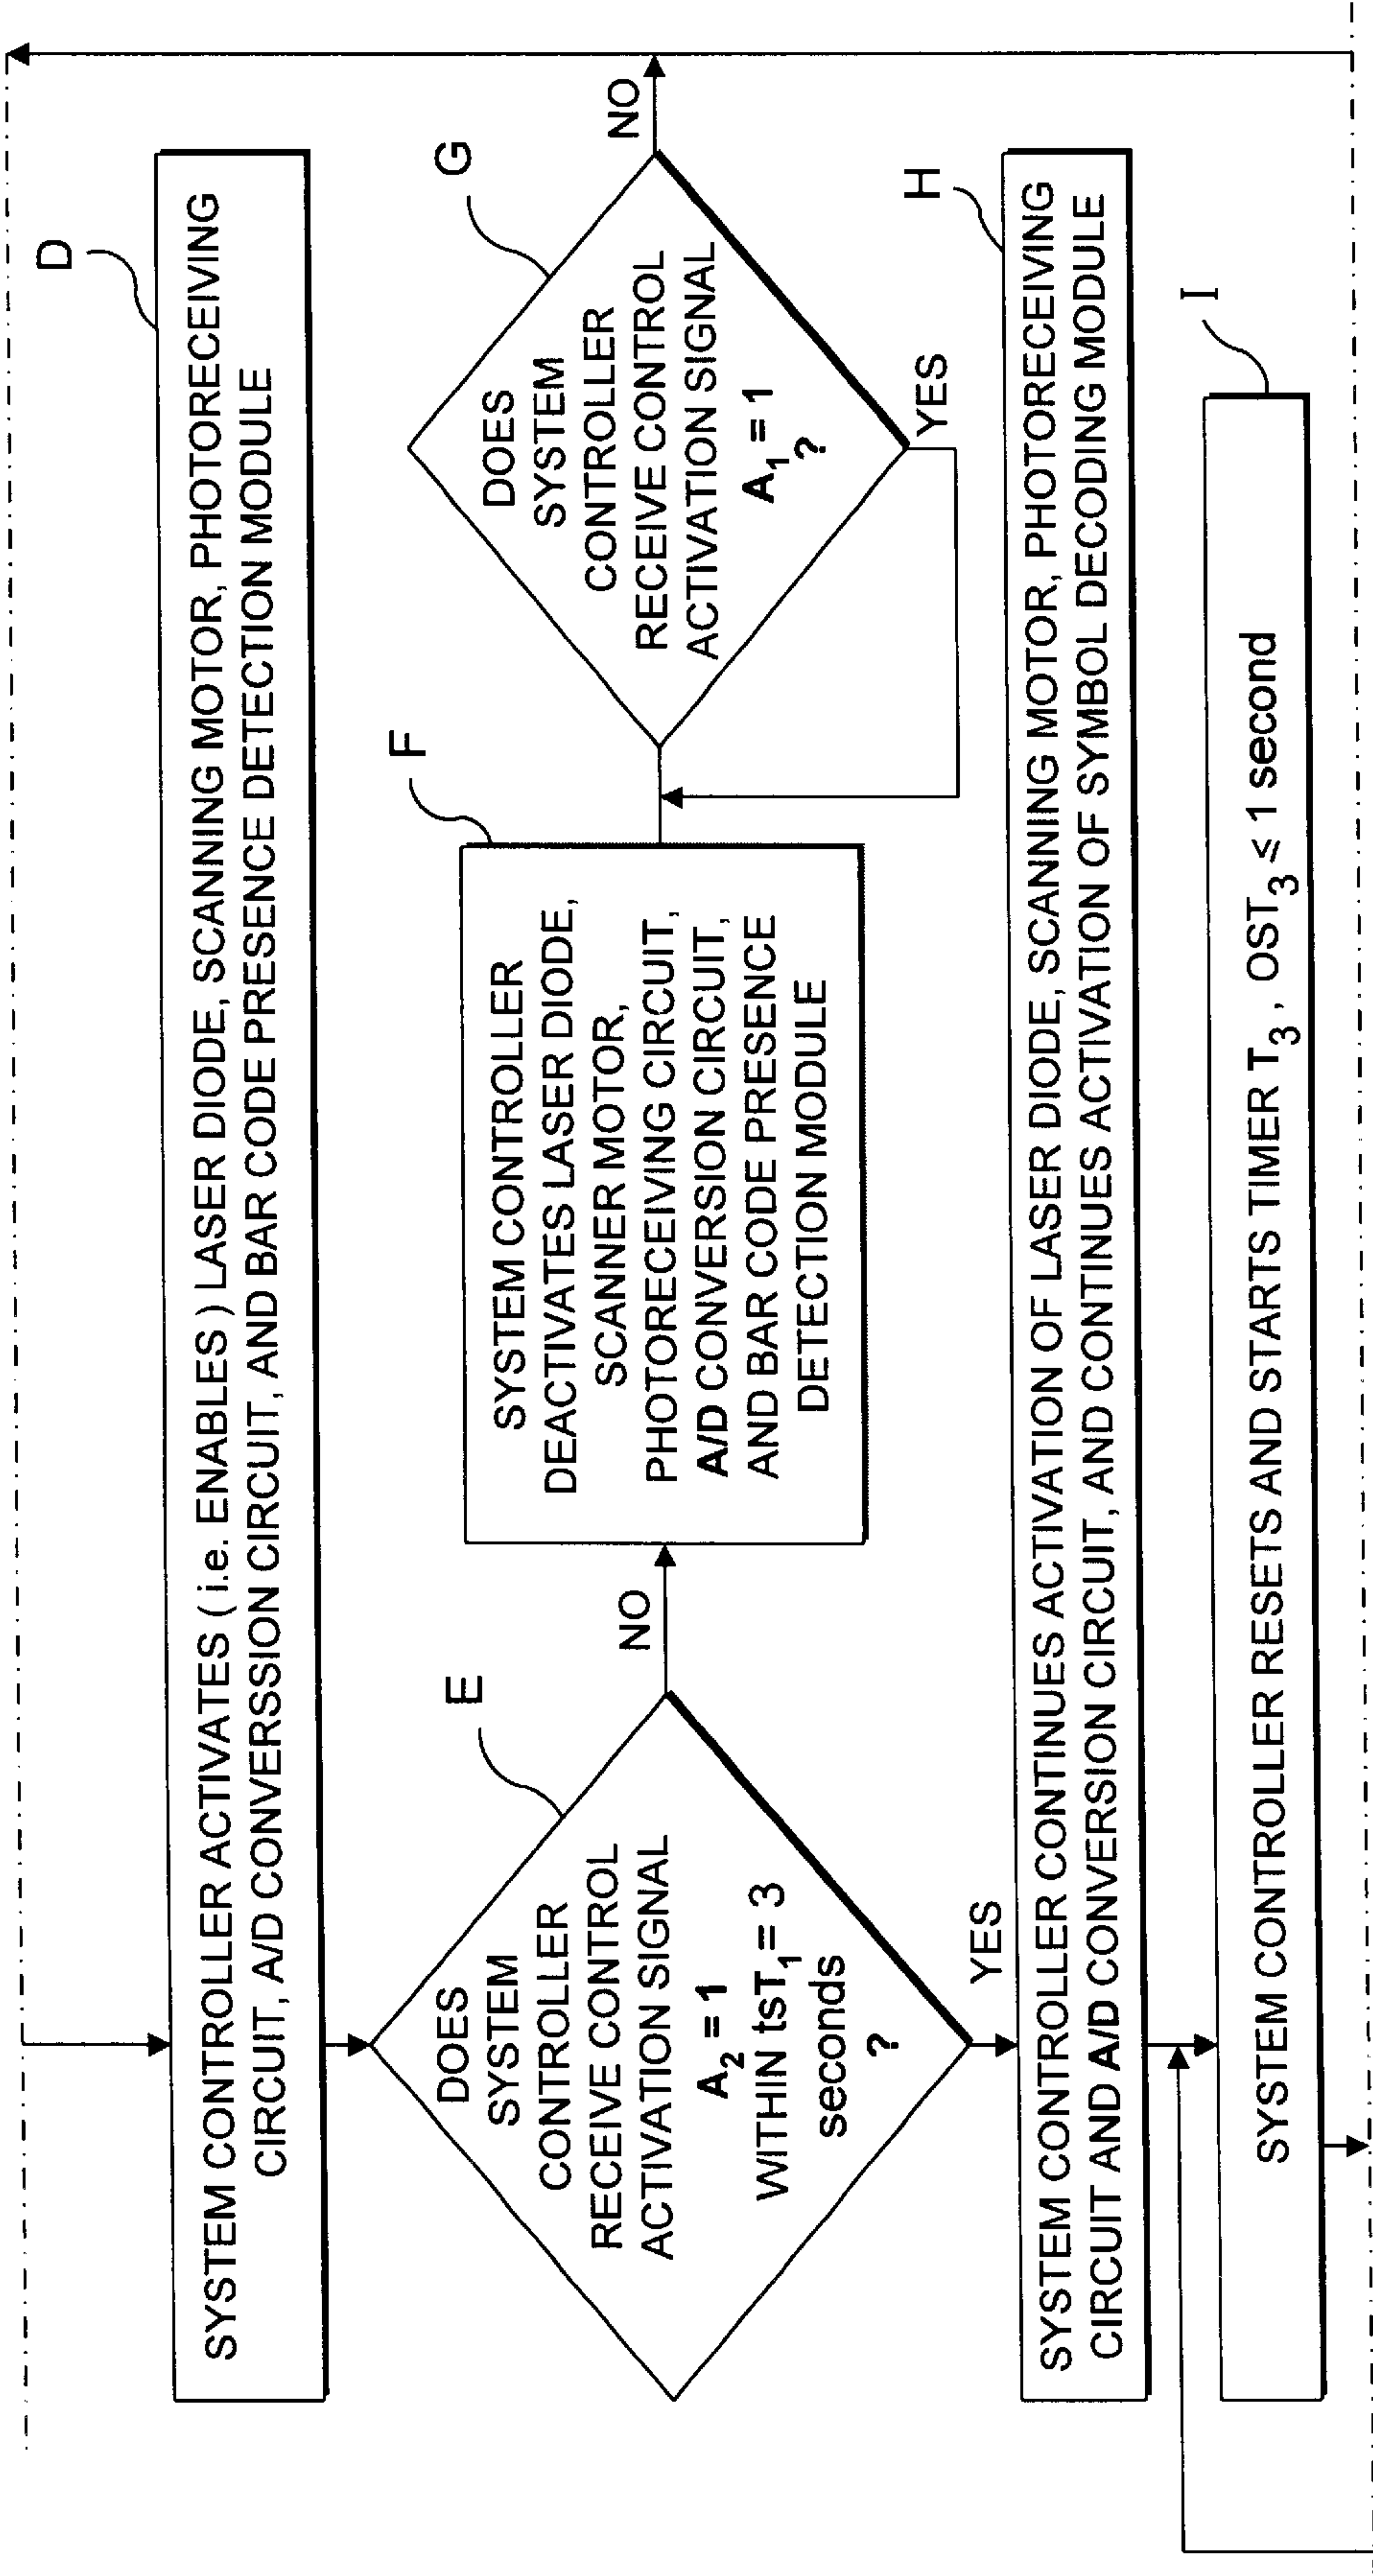 D
SYSTEM CONTROLLER ACTIVATES ( i.e. ENABLES ) LASER DIODE, SCANNING MOTOR, PHOTORECEIVING
CIRCUIT, A/D CONVERSSION CIRCUIT, AND BAR CODE PRESENCE DETECTION MODULE
E
DOES
SYSTEM
CONTROLLER
RECEIVE CONTROL
ACTIVATION SIGNAL
A2 = 1
WITHIN tsT1 = 3
seconds
?
NO
YES
F
SYSTEM CONTROLLER
DEACTIVATES LASER DIODE,
SCANNER MOTOR,
PHOTORECEIVING CIRCUIT,
A/D CONVERSION CIRCUIT,
AND BAR CODE PRESENCE
DETECTION MODULE
G
DOES
SYSTEM
CONTROLLER
RECEIVE CONTROL
ACTIVATION SIGNAL
A1 = 1
?
NO
YES
H
SYSTEM CONTROLLER CONTINUES ACTIVATION OF LASER DIODE, SCANNING MOTOR, PHOTORECEIVING
CIRCUIT AND A/D CONVERSION CIRCUIT, AND CONTINUES ACTIVATION OF SYMBOL DECODING MODULE
I
SYSTEM CONTROLLER RESETS AND STARTS TIMER T3 , OST3 ≤ 1 second